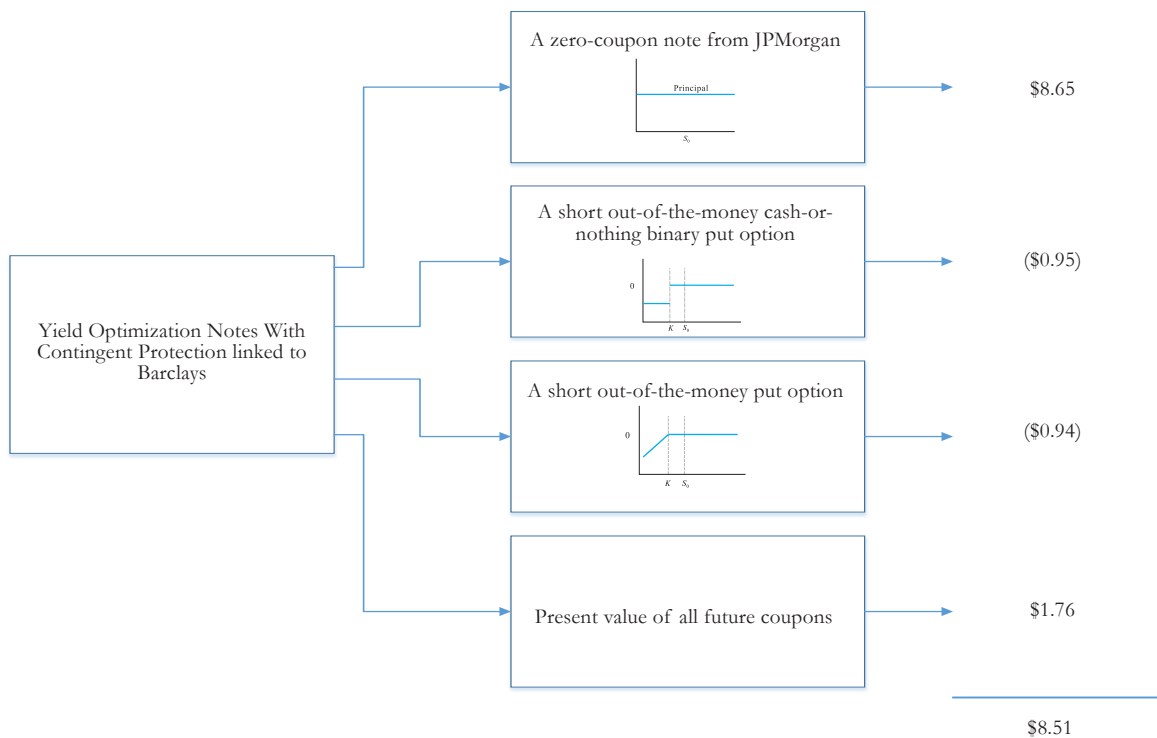 A zero-coupon note from JPMorgan
Principal
S₀
$8.65
A short out-of-the-money cash-or-
nothing binary put option
0
K S₀
($0.95)
Yield Optimization Notes With
Contingent Protection linked to
Barclays
A short out-of-the-money put option
0
K S₀
($0.94)
Present value of all future coupons
$1.76
$8.51